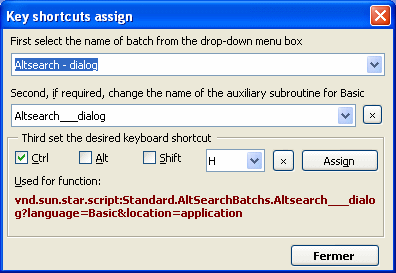 Key shortcuts assign
First select the name of batch from the drop-down menu box
Altsearch - dialog
Second, if required, change the name of the auxiliary subroutine for Basic
Altsearch___dialog ×
Third set the desired keyboard shortcut
Ctrl Alt Shift H × Assign
Used for function:
vnd.sun.star.script:Standard.AltSearchBatchs.Altsearch___dialo
g?language=Basic&location=application
Fermer